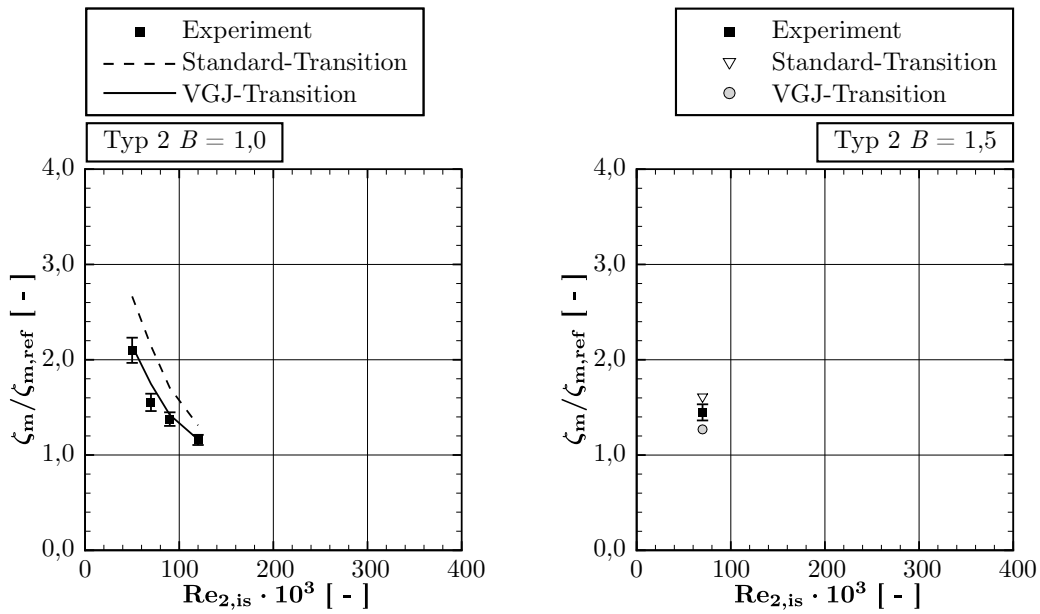 Experiment
Standard-Transition
VGJ-Transition
Typ 2 B = 1,0
4,0
3,0
2,0
1,0
0,0
0
100
200
300
400
ζm/ζm,ref [ - ]
Re2,is · 10³ [ - ]
Experiment
Standard-Transition
VGJ-Transition
Typ 2 B = 1,5
4,0
3,0
2,0
1,0
0,0
0
100
200
300
400
ζm/ζm,ref [ - ]
Re2,is · 10³ [ - ]